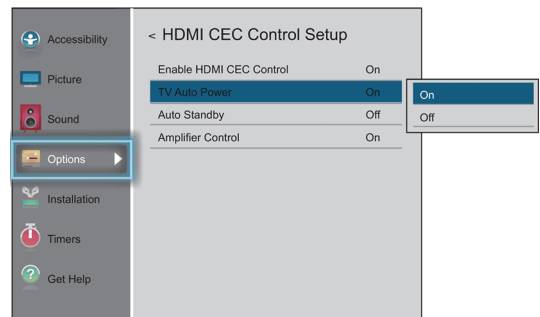 Accessibility
Picture
Sound
Options
Installation
Timers
Get Help
< HDMI CEC Control Setup
Enable HDMI CEC Control On
TV Auto Power On
Auto Standby Off
Amplifier Control On
On
Off